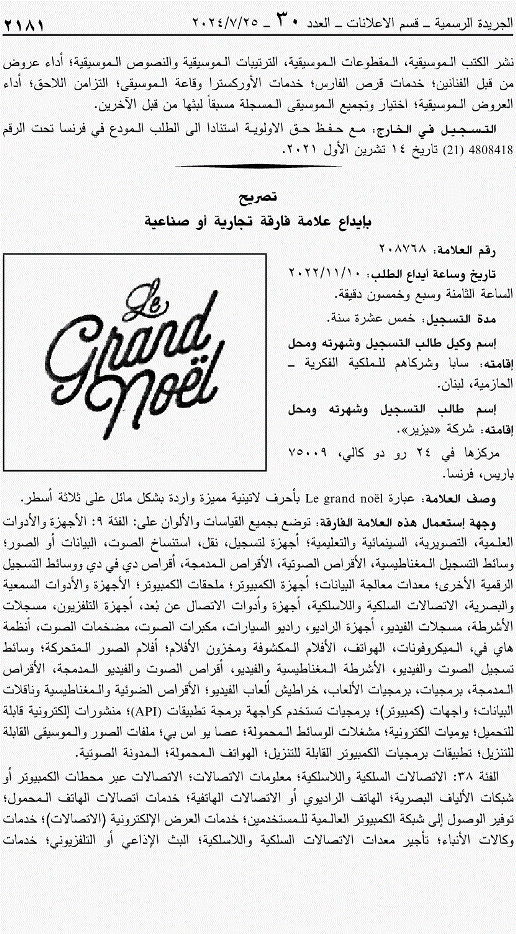 الجريدة الرسمية ــ قسم الاعلانات ــ العدد ٣٠ ــ ٢٠٢٤/٧/٢٥
٢١٨١
نشر الكتب الموسيقية، المقطوعات الموسيقية، الترتيبات الموسيقية والنصوص الموسيقية؛ أداء عروض
من قبل الفنانين؛ خدمات قرص الفارس؛ خدمات الأوركسترا وقاعة الموسيقى؛ التزامن اللاحق؛ أداء
العروض الموسيقية؛ اختيار وتجميع الموسيقى المسجلة مسبقاً لبثها من قبل الآخرين.
التسجيل في الخارج: مع حفظ حق الاولوية استنادا الى الطلب المودع في فرنسا تحت الرقم
4808418 (21) تاريخ ١٤ تشرين الأول ٢٠٢١.
تصريح
بإيداع علامة فارقة تجارية أو صناعية
رقم العلامة: ٢٠٨٧٦٨
تاريخ وساعة أيداع الطلب: ٢٠٢٢/١١/١٠
الساعة الثامنة وسبع وخمسون دقيقة.
مدة التسجيل: خمس عشرة سنة.
إسم وكيل طالب التسجيل وشهرته ومحل
إقامته: سابا وشركاهم للملكية الفكرية ــ
الحازمية، لبنان.
إسم طالب التسجيل وشهرته ومحل
إقامته: شركة «ديزير».
مركزها في ٢٤ رو دو كالي، ٧٥٠٠٩
باريس، فرنسا.
Le
Grand
Noël
وصف العلامة: عبارة Le grand noël بأحرف لاتينية مميزة واردة بشكل مائل على ثلاثة أسطر.
وجهة إستعمال هذه العلامة الفارقة: توضع بجميع القياسات والألوان على: الفئة ٩: الأجهزة والأدوات
العلمية، التصويرية، السينمائية والتعليمية؛ أجهزة لتسجيل، نقل، استنساخ الصوت، البيانات أو الصور؛
وسائط التسجيل المغناطيسية، الأقراص الصوتية، الأقراص المدمجة، أقراص دي في دي ووسائط التسجيل
الرقمية الأخرى؛ معدات معالجة البيانات؛ أجهزة الكمبيوتر؛ ملحقات الكمبيوتر؛ الأجهزة والأدوات السمعية
والبصرية، الاتصالات السلكية واللاسلكية، أجهزة وأدوات الاتصال عن بُعد، أجهزة التلفزيون، مسجلات
الأشرطة، مسجلات الفيديو، أجهزة الراديو، راديو السيارات، مكبرات الصوت، مضخمات الصوت، أنظمة
هاي في، الميكروفونات، الهواتف، الأفلام المكشوفة ومخزون الأفلام؛ أفلام الصور المتحركة؛ وسائط
تسجيل الصوت والفيديو، الأشرطة المغناطيسية والفيديو، أقراص الصوت والفيديو المدمجة، الأقراص
المدمجة، برمجيات، برمجيات الألعاب، خراطيش ألعاب الفيديو؛ الأقراص الضوئية والمغناطيسية وناقلات
البيانات؛ واجهات (كمبيوتر)؛ برمجيات تستخدم كواجهة برمجة تطبيقات (API)؛ منشورات إلكترونية قابلة
للتحميل؛ يوميات الكترونية؛ مشغلات الوسائط المحمولة؛ عصا يو اس بي؛ ملفات الصور والموسيقى القابلة
للتنزيل؛ تطبيقات برمجيات الكمبيوتر القابلة للتنزيل؛ الهواتف المحمولة؛ المدونة الصوتية.
الفئة ٣٨: الاتصالات السلكية واللاسلكية؛ معلومات الاتصالات؛ الاتصالات عبر محطات الكمبيوتر أو
شبكات الألياف البصرية؛ الهاتف الراديوي أو الاتصالات الهاتفية؛ خدمات اتصالات الهاتف المحمول؛
توفير الوصول إلى شبكة الكمبيوتر العالمية للمستخدمين؛ خدمات العرض الإلكترونية (الاتصالات)؛ خدمات
وكالات الأنباء؛ تأجير معدات الاتصالات السلكية واللاسلكية؛ البث الإذاعي أو التلفزيوني؛ خدمات